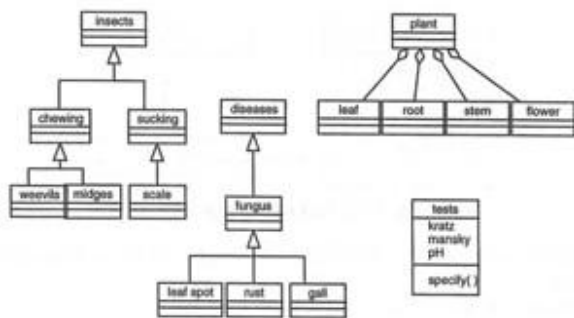 insects
plant
chewing
sucking
diseases
leaf
root
stem
flower
weevils
midges
scale
fungus
tests
kratz
mansky
pH
specify( )
leaf spot
rust
gall